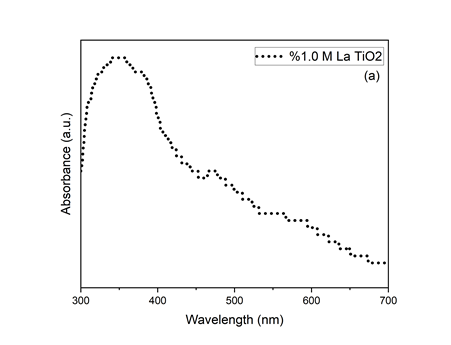 %1.0 M La TiO2
(a)
Absorbance (a.u.)
300 400 500 600 700
Wavelength (nm)